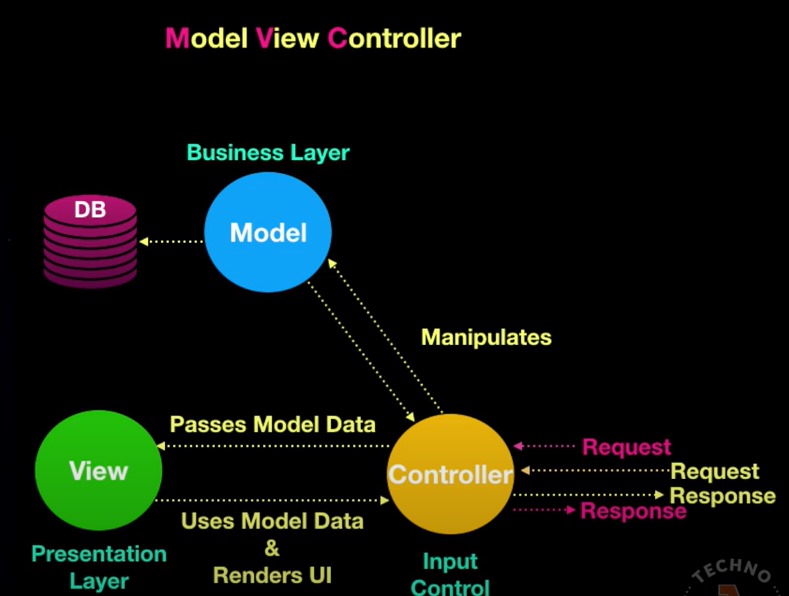 Model View Controller
Business Layer
DB
Model
Manipulates
Passes Model Data
View
Controller
Request
Request
Response
Response
Uses Model Data
&
Renders UI
Presentation
Layer
Input
Control
TECHNO